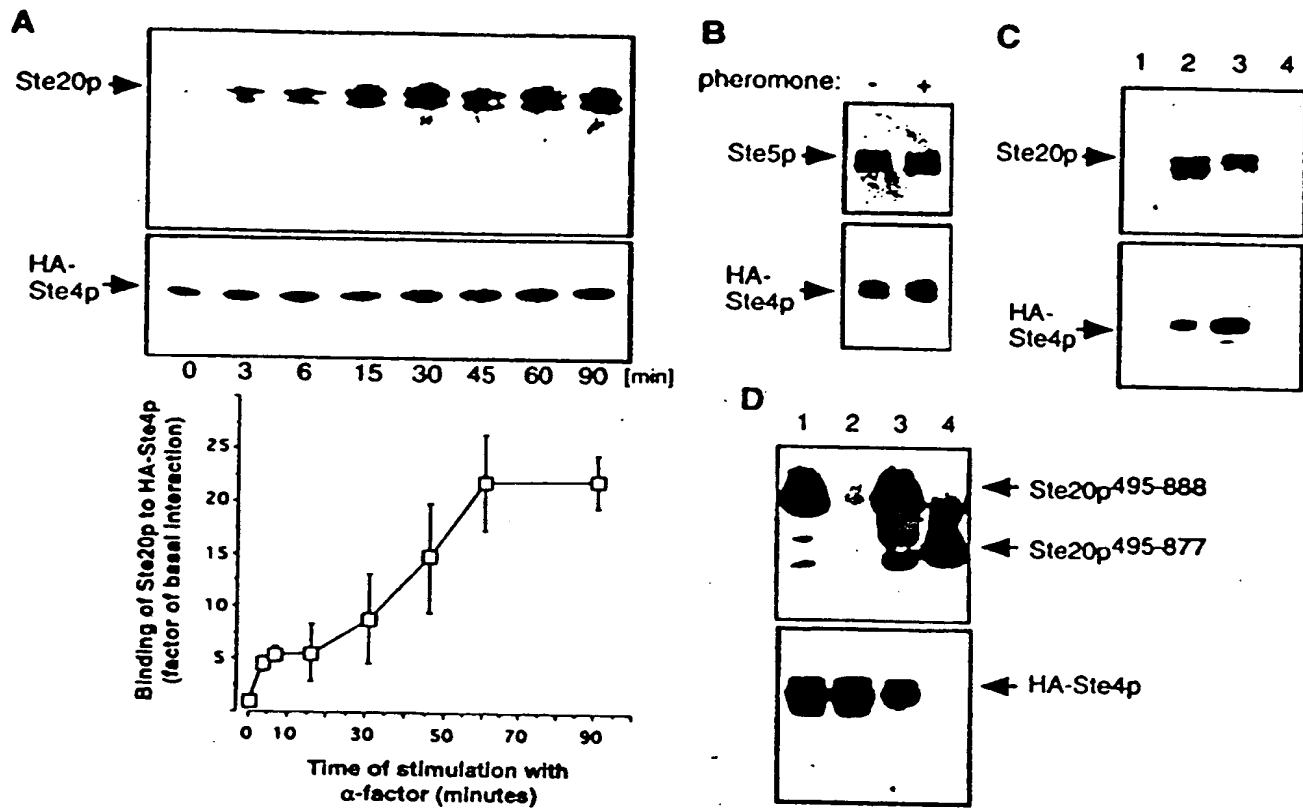 A
Ste20p
HA-
Ste4p
0 3 6 15 30 45 60 90 [min]
Binding of Ste20p to HA-Ste4p
(factor of basal interaction)
25
20
15
10
5
0 10 30 50 70 90
Time of stimulation with
α-factor (minutes)
B
pheromone: - +
Ste5p
HA-
Ste4p
C
1 2 3 4
Ste20p
HA-
Ste4p
D
1 2 3 4
Ste20p495-888
Ste20p495-877
HA-Ste4p